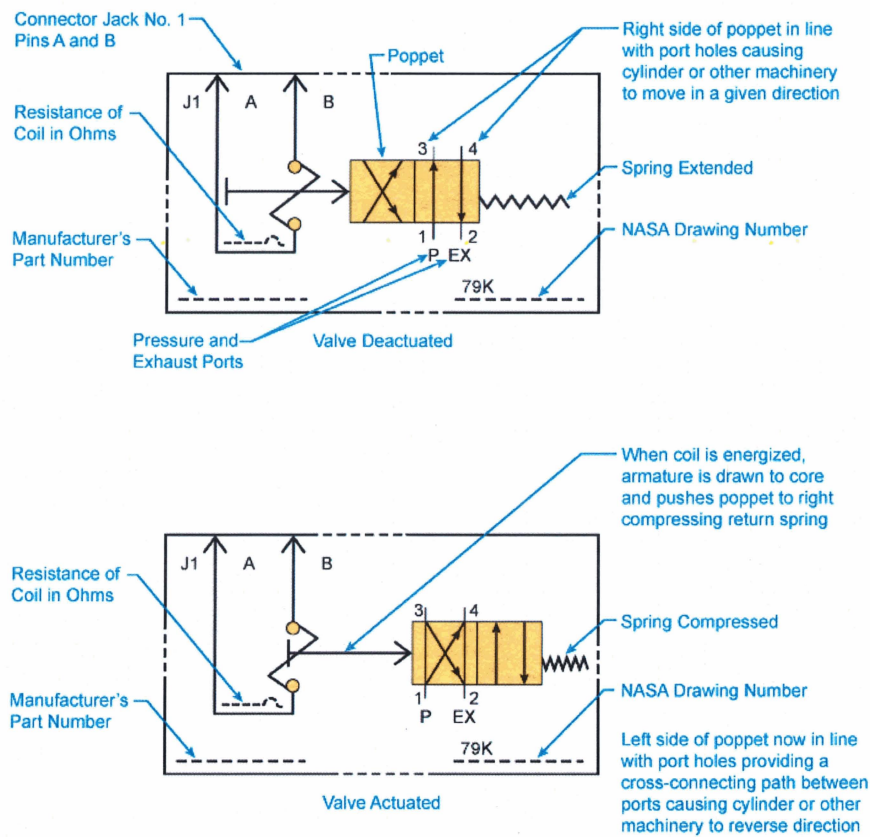 Connector Jack No. 1
Pins A and B
Poppet
Right side of poppet in line
with port holes causing
cylinder or other machinery
to move in a given direction
J1 A B
Resistance of
Coil in Ohms
3 4
Spring Extended
Manufacturer's
Part Number
1 2
P EX
NASA Drawing Number
79K
Pressure and
Exhaust Ports
Valve Deactuated
When coil is energized,
armature is drawn to core
and pushes poppet to right
compressing return spring
J1 A B
Resistance of
Coil in Ohms
3 4
Spring Compressed
Manufacturer's
Part Number
1 2
P EX
NASA Drawing Number
79K
Left side of poppet now in line
with port holes providing a
cross-connecting path between
ports causing cylinder or other
machinery to reverse direction
Valve Actuated